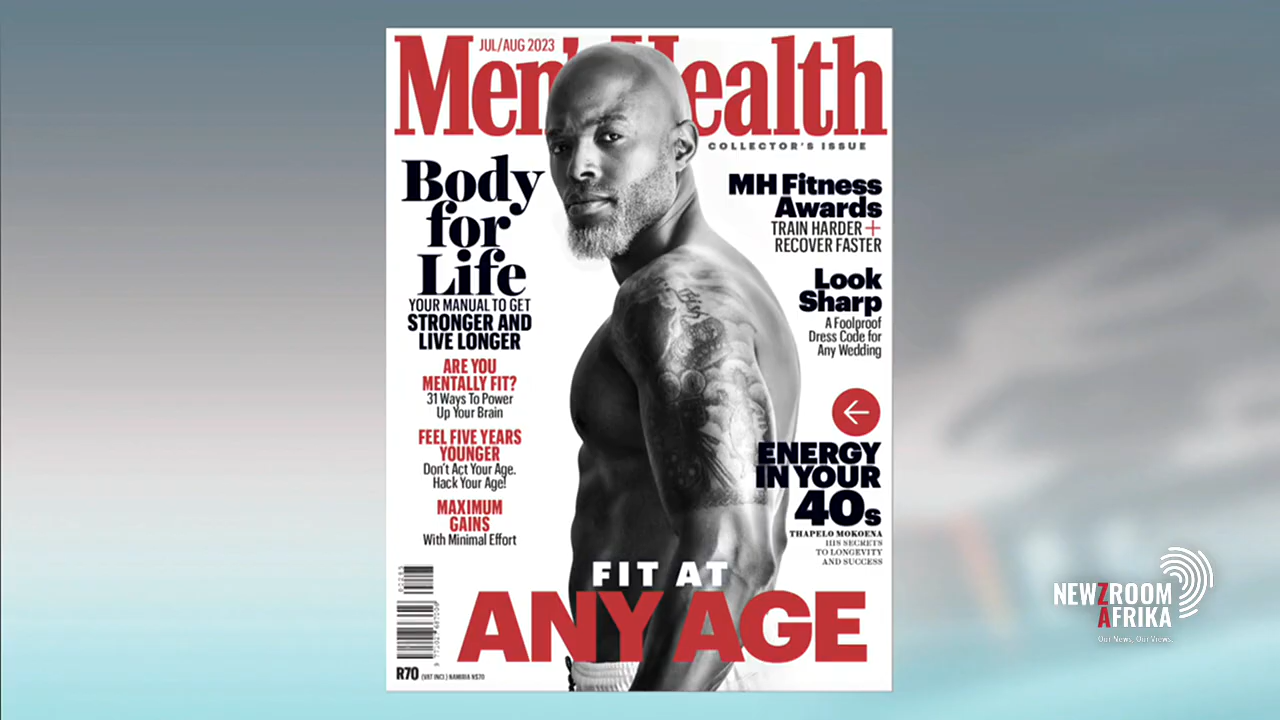 JUL/AUG 2023
Men's Health
COLLECTOR'S ISSUE
Body
for
Life
YOUR MANUAL TO GET
STRONGER AND
LIVE LONGER
ARE YOU
MENTALLY FIT?
31 Ways To Power
Up Your Brain
FEEL FIVE YEARS
YOUNGER
Don't Act Your Age.
Hack Your Age!
MAXIMUM
GAINS
With Minimal Effort
MH Fitness
Awards
TRAIN HARDER +
RECOVER FASTER
Look
Sharp
A Foolproof
Dress Code for
Any Wedding
ENERGY
IN YOUR
40s
THAPELO MOKOENA
HIS SECRETS
TO LONGEVITY
AND SUCCESS
FIT AT
ANY AGE
R70 (VAT INCL) NAMIBIA N$70
NEWZROOM
AFRIKA
Our News. Our Views.